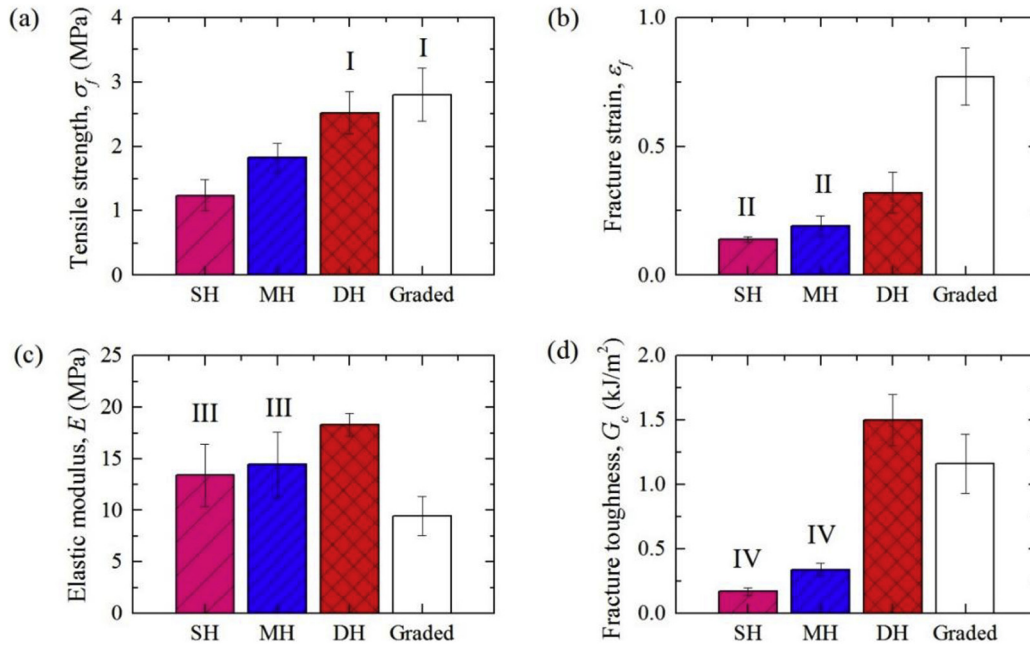 (a)
Tensile strength, σf (MPa)
4
3
2
1
0
I
I
SH MH DH Graded
(b)
Fracture strain, εf
1.0
0.5
0.0
II
II
SH MH DH Graded
(c)
Elastic modulus, E (MPa)
25
20
15
10
5
0
III
III
SH MH DH Graded
(d)
Fracture toughness, Gc (kJ/m²)
2.0
1.5
1.0
0.5
0.0
IV
IV
SH MH DH Graded